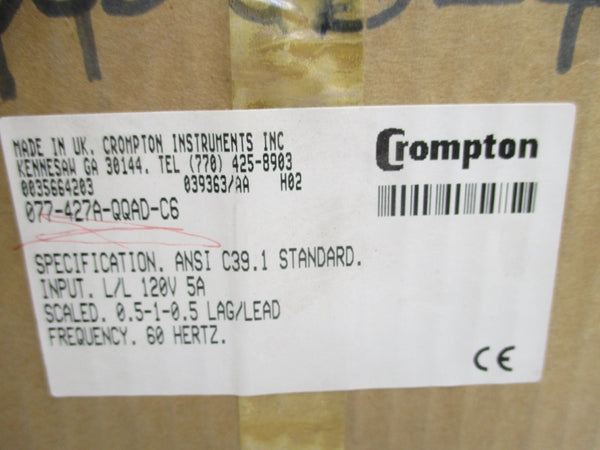 MADE IN UK. CROMPTON INSTRUMENTS INC
KENNESAW GA 30144. TEL (770) 425-8903
0035664203 039363/AA H02
077-427A-QQAD-C6
Crompton
SPECIFICATION. ANSI C39.1 STANDARD.
INPUT. L/L 120V 5A
SCALED. 0.5-1-0.5 LAG/LEAD
FREQUENCY. 60 HERTZ.
CE